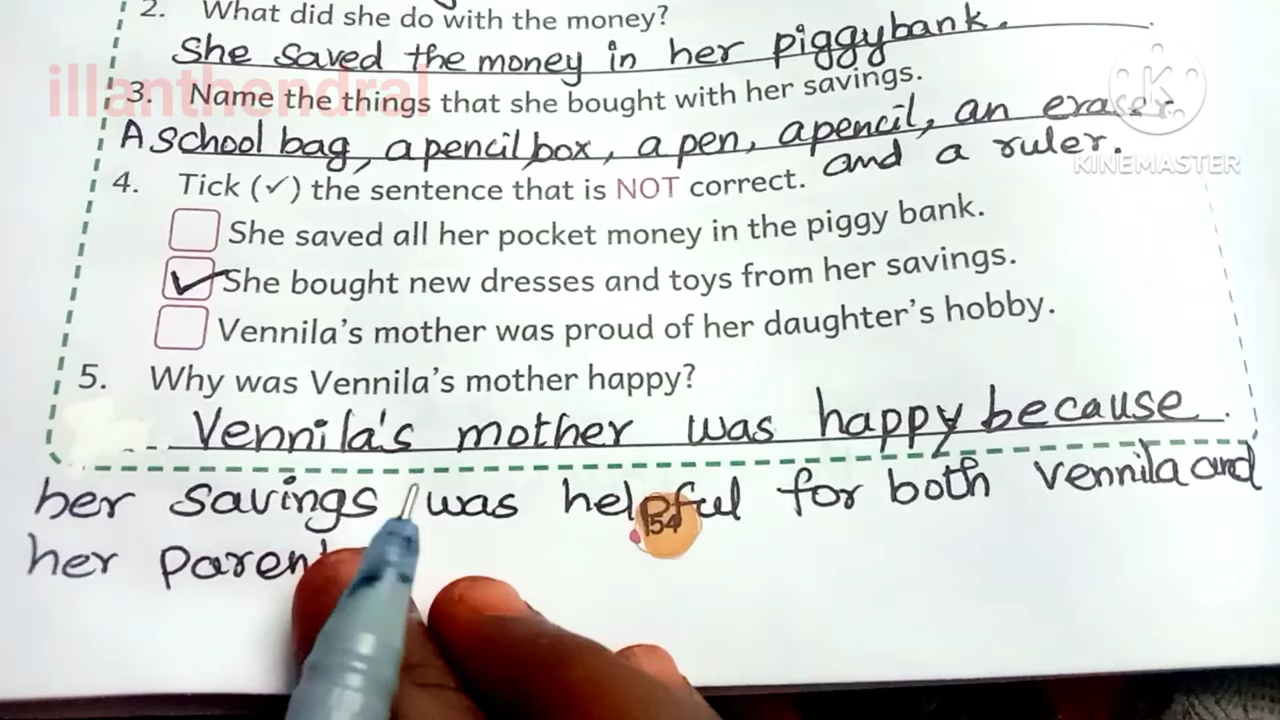 2. What did she do with the money?
She saved the money in her piggybank.
illanthendral
3. Name the things that she bought with her savings.
A school bag, a pencil box, a pen, a pencil, an eraser
and a ruler.
KINEMASTER
4. Tick (✓) the sentence that is NOT correct.
She saved all her pocket money in the piggy bank.
✓ She bought new dresses and toys from her savings.
Vennila's mother was proud of her daughter's hobby.
5. Why was Vennila's mother happy?
Vennila's mother was happy because
her savings was helpful for both vennila and
154
her